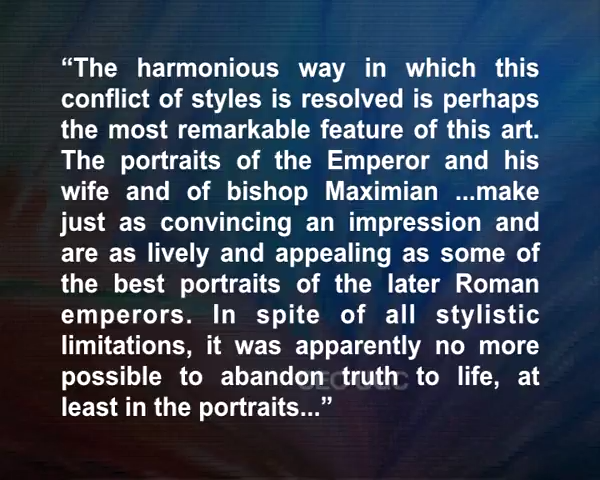 “The harmonious way in which this
conflict of styles is resolved is perhaps
the most remarkable feature of this art.
The portraits of the Emperor and his
wife and of bishop Maximian ...make
just as convincing an impression and
are as lively and appealing as some of
the best portraits of the later Roman
emperors. In spite of all stylistic
limitations, it was apparently no more
possible to abandon truth to life, at
least in the portraits...”